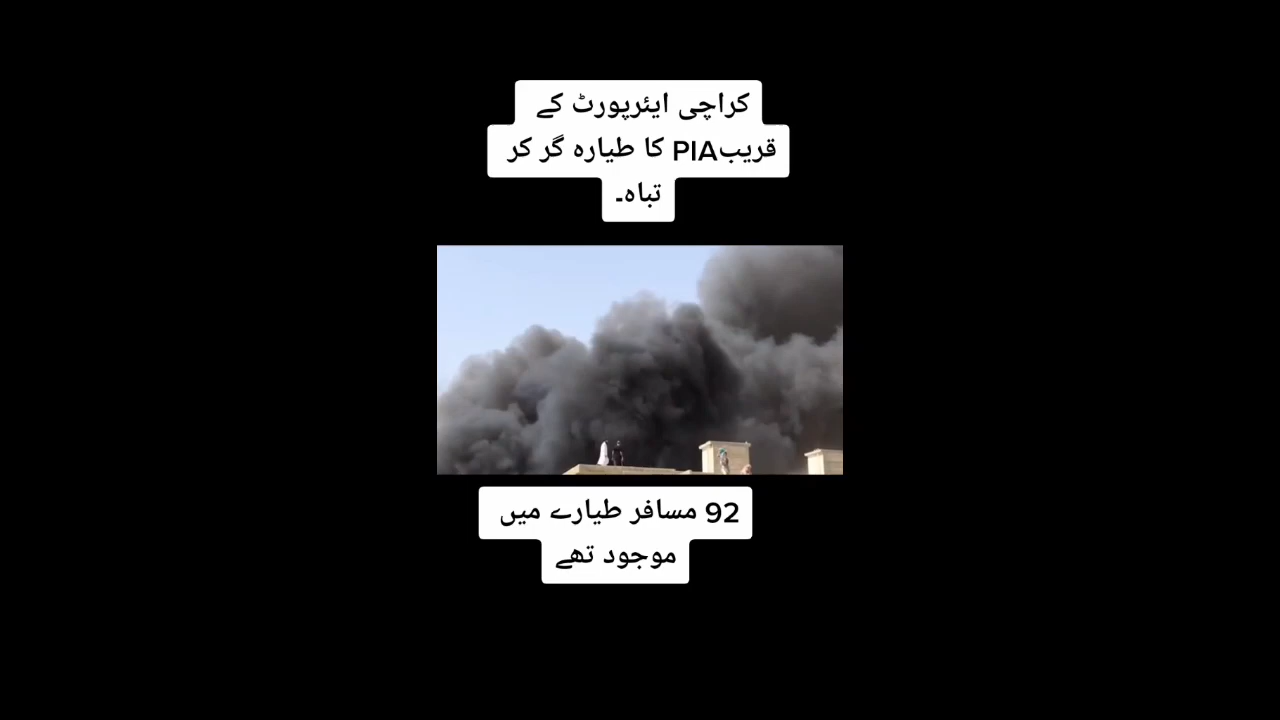 کراچی ایئرپورٹ کے
قریبPIA کا طیارہ گر کر
تباہ۔
92 مسافر طیارے میں
موجود تھے